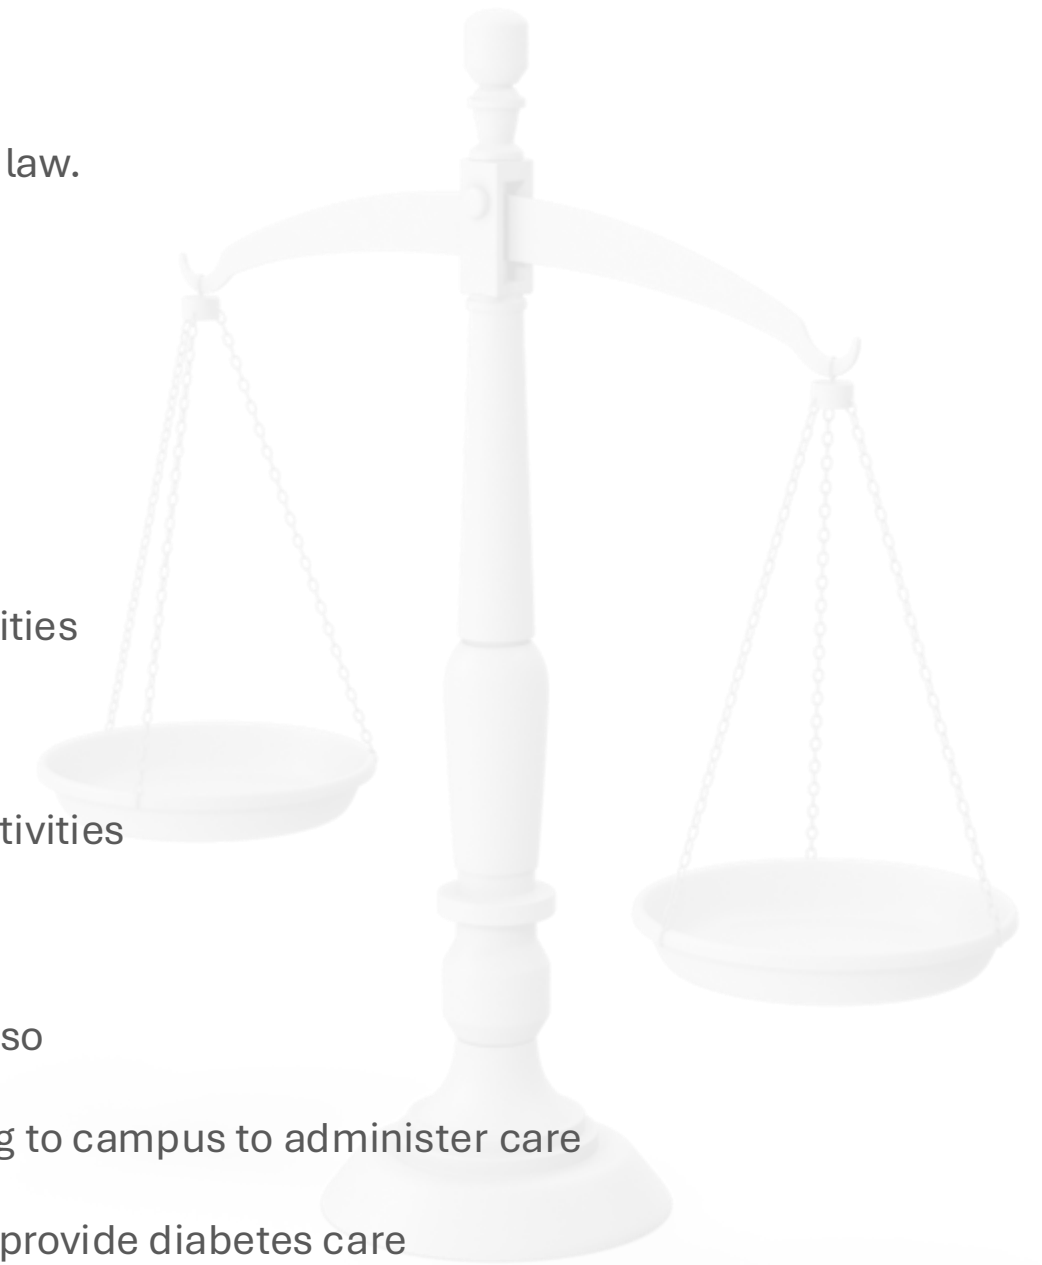 law.
ities
tivities
so
g to campus to administer care
provide diabetes care